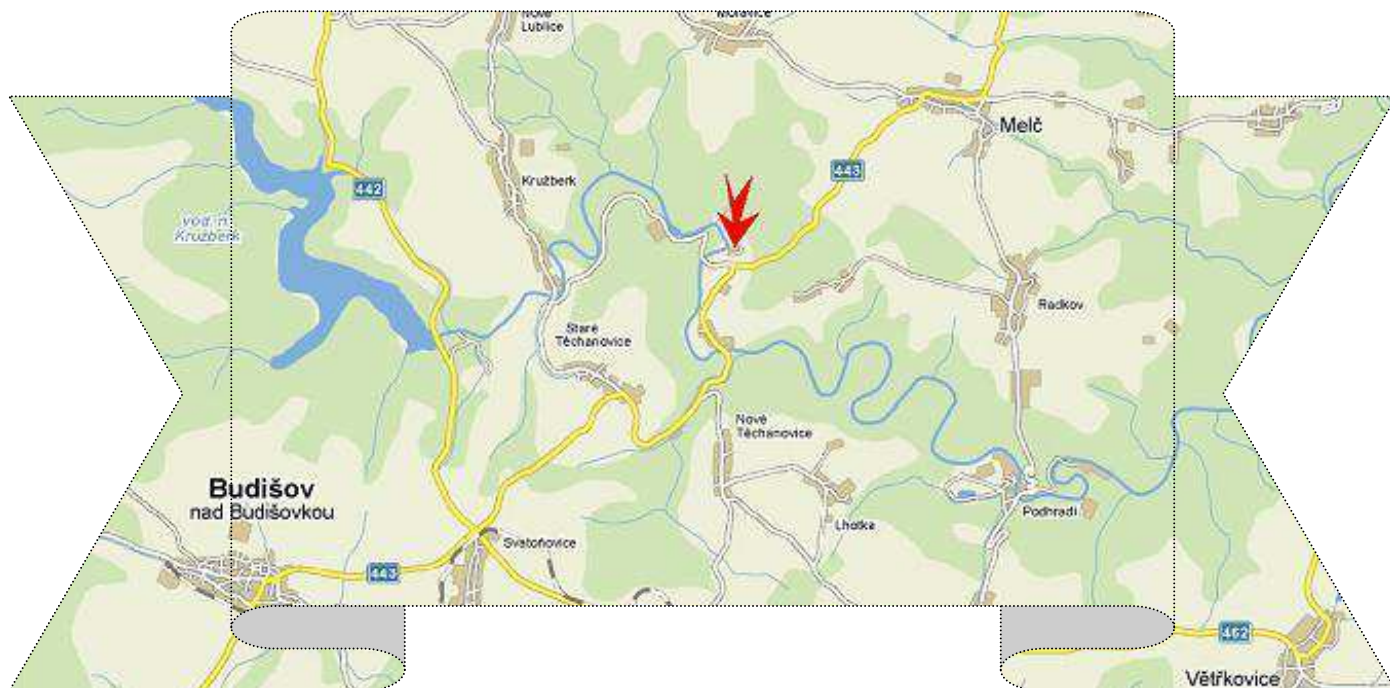 Nové
Lublice
Moravice
Melč
443
442
Kružberk
vod. n.
Kružberk
Radkov
Staré
Těchanovice
Nové
Těchanovice
Budišov
nad Budišovkou
Podhradí
Lhotka
Svatoňovice
443
462
Větřkovice